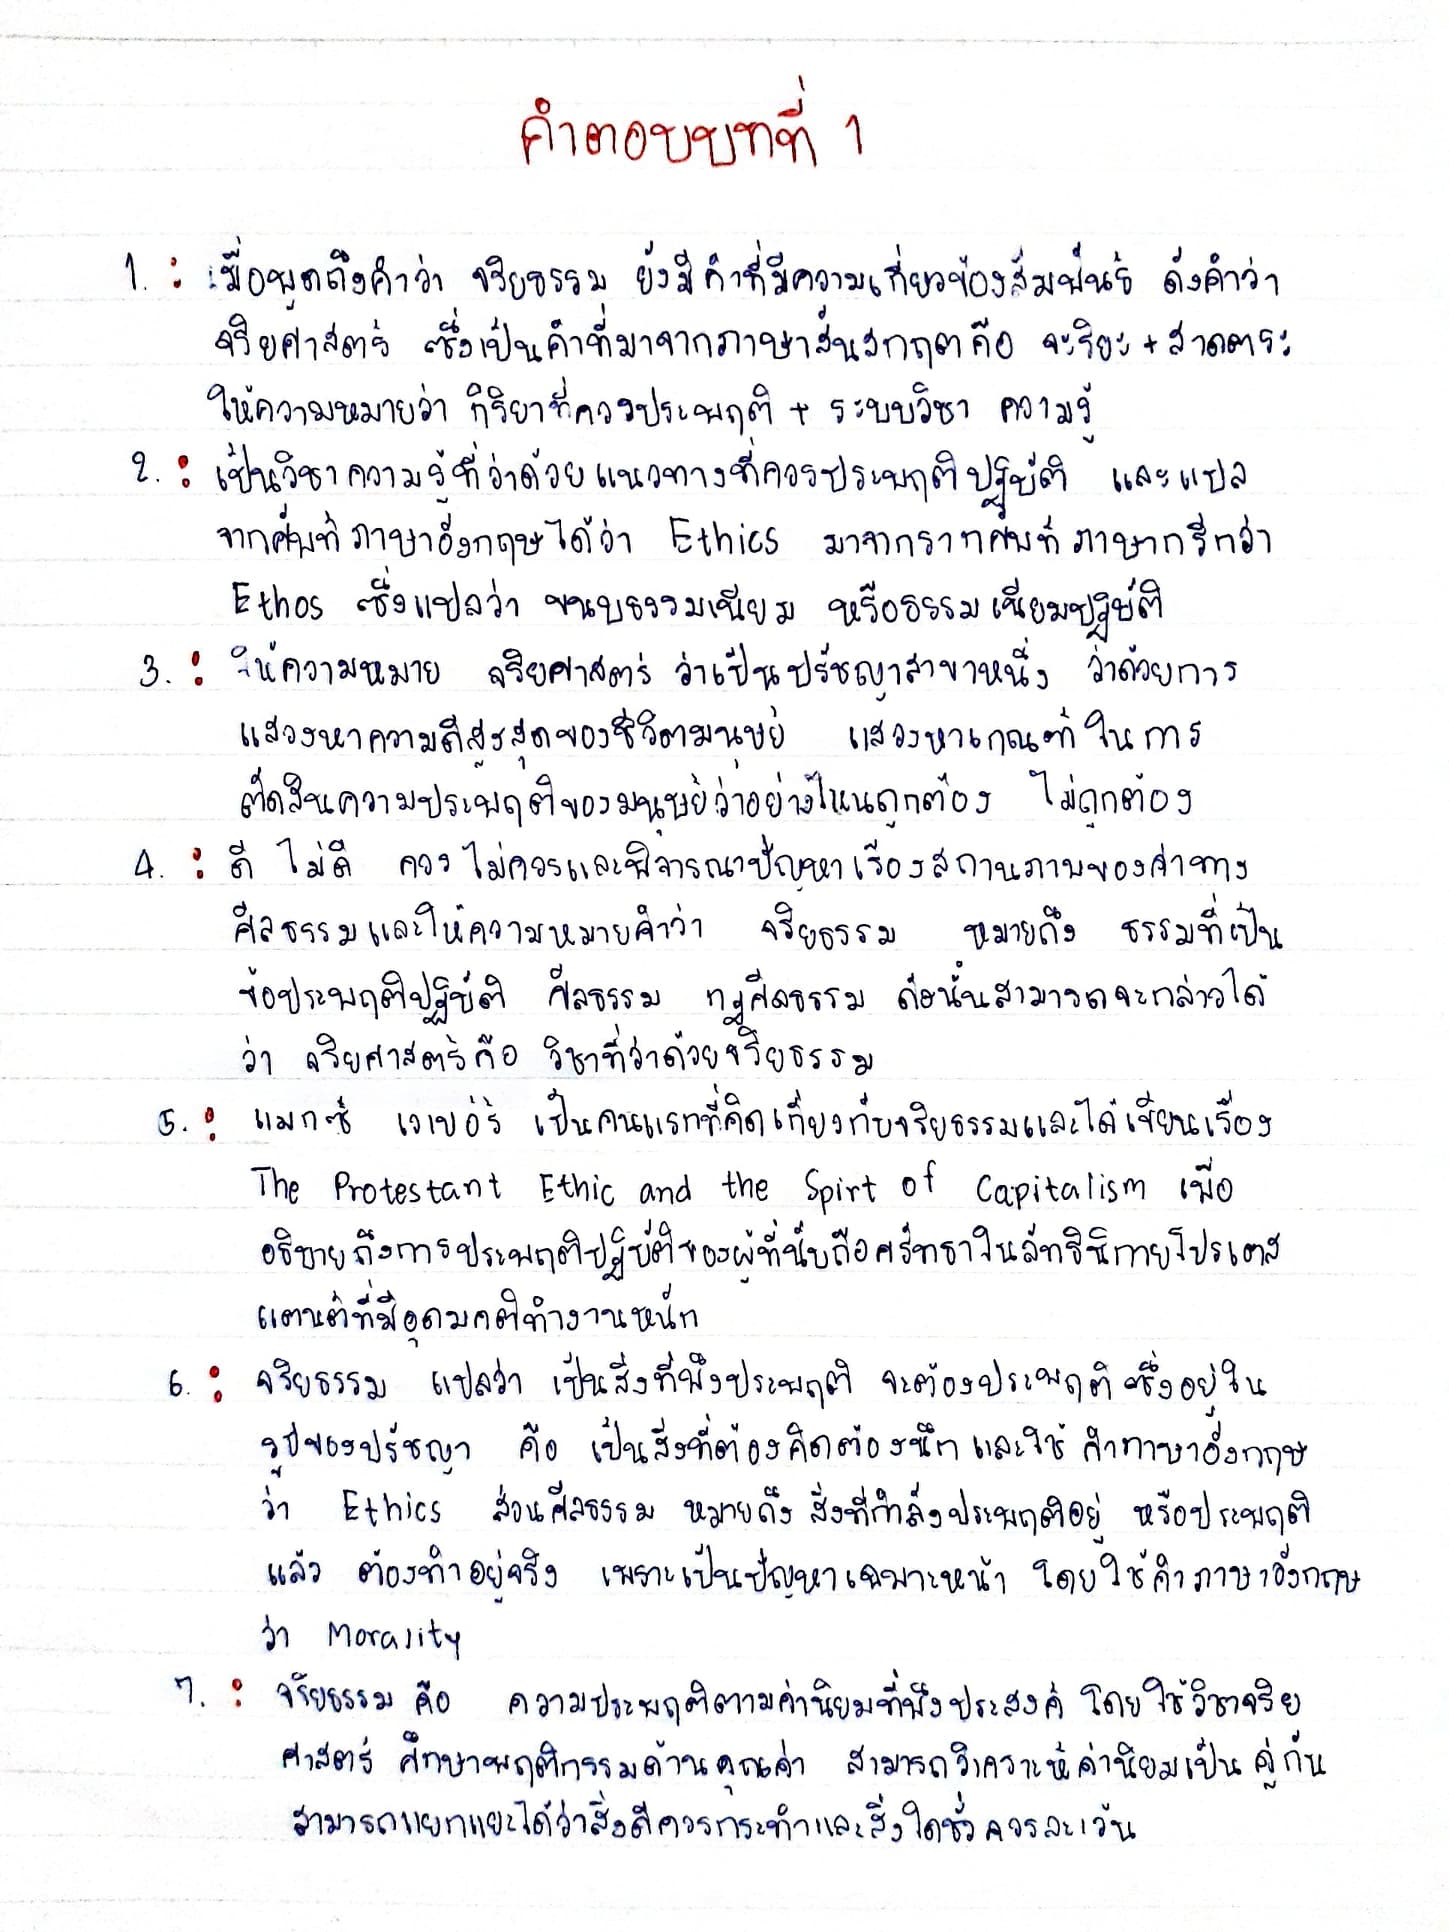 คำตอบบทที่ 1
1. : เมื่อพูดถึงคำว่า จริยธรรม ยังมีคำที่มีความเกี่ยวข้องสัมพันธ์ ดังคำว่า
จริยศาสตร์ ซึ่งเป็นคำที่มาจากภาษาสันสกฤตคือ จะริยะ + สาดตระ
ให้ความหมายว่า กิริยาที่ควรประพฤติ + ระบบวิชา ความรู้
2. : เป็นวิชาความรู้ที่ว่าด้วยแนวทางที่ควรประพฤติปฏิบัติ และแปล
จากศัพท์ภาษาอังกฤษได้ว่า Ethics มาจากรากศัพท์ภาษากรีกว่า
Ethos ซึ่งแปลว่า ขนบธรรมเนียม หรือธรรมเนียมปฏิบัติ
3. : ให้ความหมาย จริยศาสตร์ ว่าเป็นปรัชญาสาขาหนึ่ง ว่าด้วยการ
แสวงหาความดีสูงสุดของชีวิตมนุษย์ แสวงหาเกณฑ์ในการ
ตัดสินความประพฤติของมนุษย์ว่าอย่างไหนถูกต้อง ไม่ถูกต้อง
4. : ดี ไม่ดี ควร ไม่ควรและพิจารณาปัญหาเรื่องสถานภาพของค่าทาง
ศีลธรรมและให้ความหมายคำว่า จริยธรรม หมายถึง ธรรมที่เป็น
ข้อประพฤติปฏิบัติ ศีลธรรม กฎศีลธรรม ดังนั้นสามารถจะกล่าวได้
ว่า จริยศาสตร์คือ วิชาที่ว่าด้วยจริยธรรม
5. : แมกซ์ เวเบอร์ เป็นคนแรกที่คิดเกี่ยวกับจริยธรรมและได้เขียนเรื่อง
The Protestant Ethic and the Spirt of Capitalism เพื่อ
อธิบายถึงการประพฤติปฏิบัติของผู้ที่นับถือศรัทธาในลัทธินิกายโปรเตส
แตนต์ที่มีอุดมคติทำงานหนัก
6. : จริยธรรม แปลว่า เป็นสิ่งที่พึงประพฤติ จะต้องประพฤติ ซึ่งอยู่ใน
รูปของปรัชญา คือ เป็นสิ่งที่ต้องคิดต้องนึก และใช้ คำภาษาอังกฤษ
ว่า Ethics ส่วนศีลธรรม หมายถึง สิ่งที่กำลังประพฤติอยู่ หรือประพฤติ
แล้ว ต้องทำอยู่จริง เพราะเป็นปัญหาเฉพาะหน้า โดยใช้คำภาษาอังกฤษ
ว่า Morality
7. : จริยธรรม คือ ความประพฤติตามค่านิยมที่พึงประสงค์ โดยใช้วิชาจริย
ศาสตร์ ศึกษาพฤติกรรมด้านคุณค่า สามารถวิเคราะห์ค่านิยมเป็นคู่กัน
สามารถแยกแยะได้ว่าสิ่งดีควรกระทำและสิ่งใดชั่วควรละเว้น